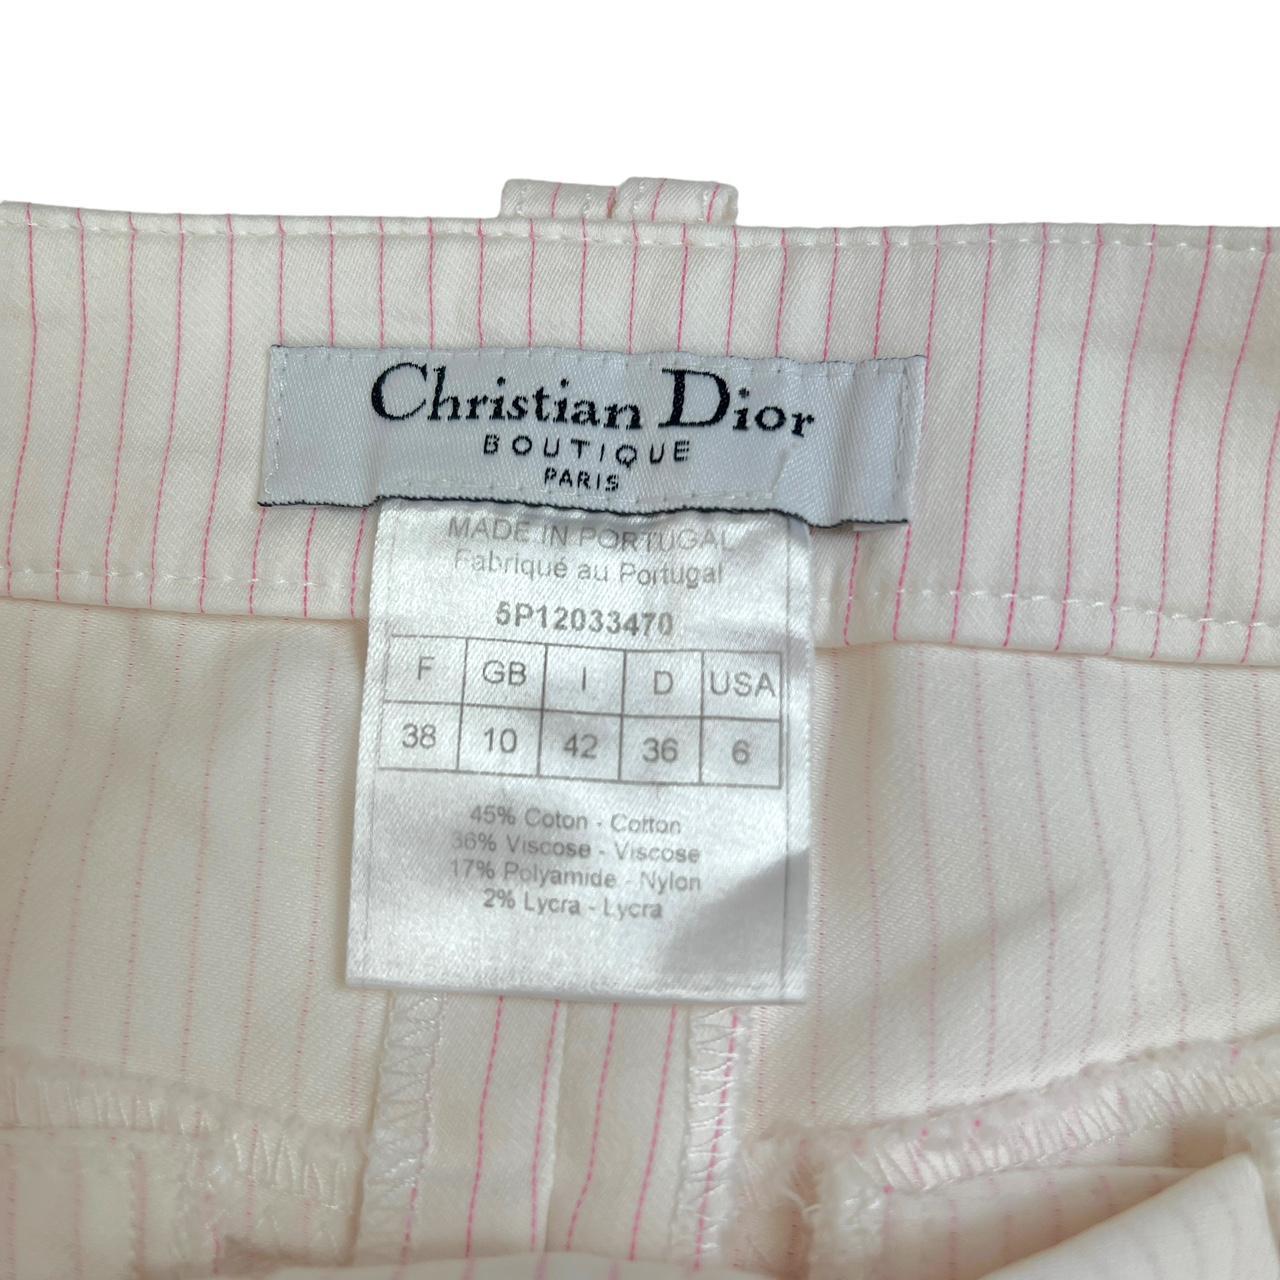 Christian Dior
BOUTIQUE
PARIS
MADE IN PORTUGAL
Fabriqué au Portugal
5P12033470
F GB I D USA
38 10 42 36 6
45% Coton - Cotton
36% Viscose - Viscose
17% Polyamide - Nylon
2% Lycra - Lycra